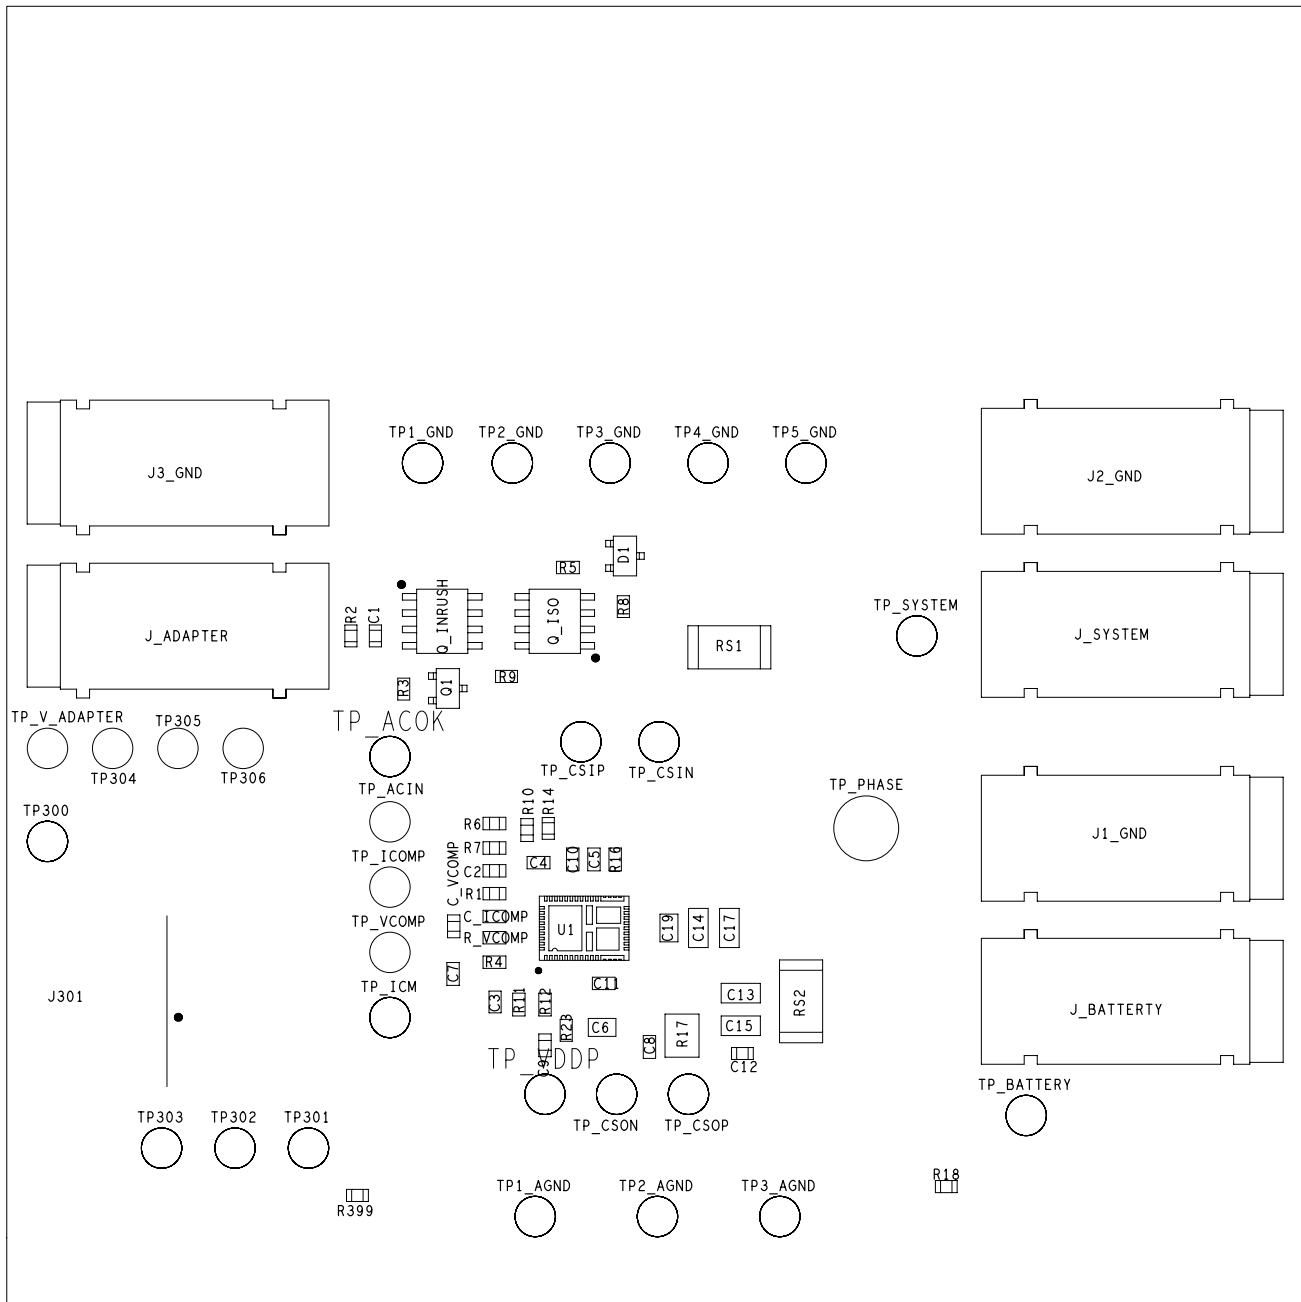 TP1_GND
TP2_GND
TP3_GND
TP4_GND
TP5_GND
J3_GND
J2_GND
D1
R5
Q_INRUSH
Q_ISO
R8
R2
C1
J_ADAPTER
RS1
TP_SYSTEM
J_SYSTEM
R3
Q1
R9
TP_V_ADAPTER
TP305
TP_ACOK
TP304
TP306
TP_CSIP
TP_CSIN
TP_ACIN
TP_PHASE
TP300
R10
R14
R6
J1_GND
R7
TP_ICOMP
C_VCOMP
C2
C4
C10
C5
R16
R1
TP_VCOMP
C_ICOMP
U1
C19
C14
C17
R_VCOMP
R4
C7
TP_ICM
C11
J301
C3
R11
R12
C13
RS2
J_BATTERTY
R23
C6
C8
R17
C15
C12
TP_VDDP
C9
TP_BATTERY
TP303
TP302
TP301
TP_CSON
TP_CSOP
R18
TP1_AGND
TP2_AGND
TP3_AGND
R399